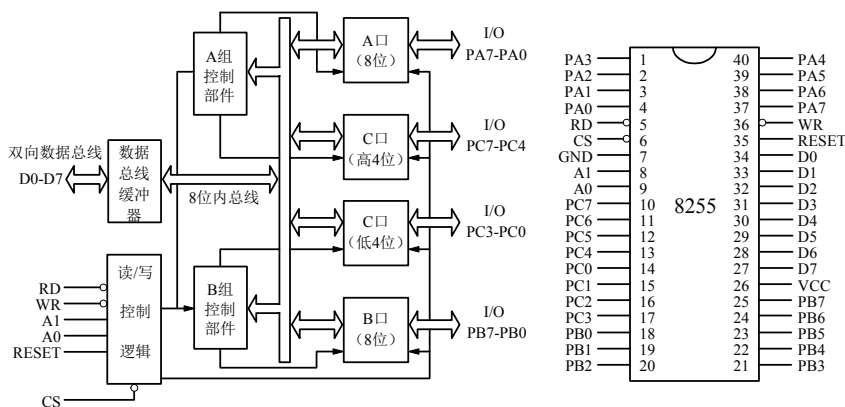 I/O
PA7-PA0
A口
(8位)
A组
控制
部件
I/O
PC7-PC4
C口
(高4位)
双向数据总线
D0-D7
数据
总线
缓冲
器
8位内总线
I/O
PC3-PC0
C口
(低4位)
读/写
控制
逻辑
RD
WR
A1
A0
RESET
CS
B组
控制
部件
I/O
PB7-PB0
B口
(8位)
PA3 1 40 PA4
PA2 2 39 PA5
PA1 3 38 PA6
PA0 4 37 PA7
RD 5 36 WR
CS 6 35 RESET
GND 7 34 D0
A1 8 33 D1
A0 9 32 D2
PC7 10 31 D3
8255
PC6 11 30 D4
PC5 12 29 D5
PC4 13 28 D6
PC0 14 27 D7
PC1 15 26 VCC
PC2 16 25 PB7
PC3 17 24 PB6
PB0 18 23 PB5
PB1 19 22 PB4
PB2 20 21 PB3